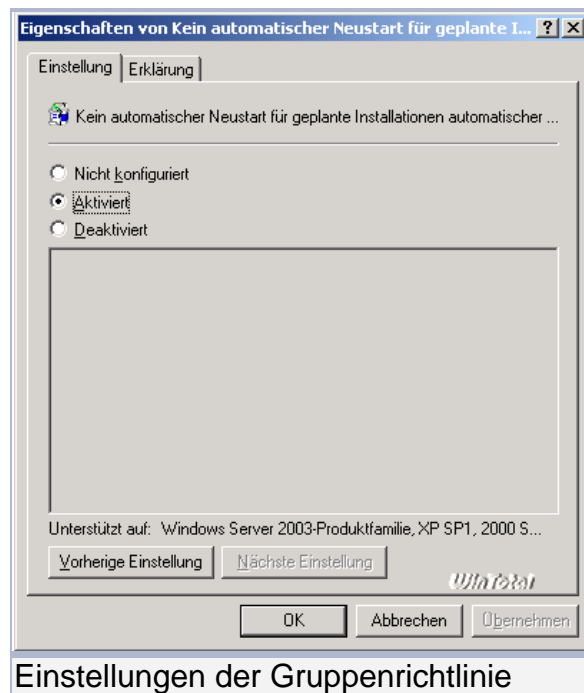 Eigenschaften von Kein automatischer Neustart für geplante I...
Einstellung
Erklärung
Kein automatischer Neustart für geplante Installationen automatischer ...
Nicht konfiguriert
Aktiviert
Deaktiviert
Unterstützt auf: Windows Server 2003-Produktfamilie, XP SP1, 2000 S...
Vorherige Einstellung
Nächste Einstellung
WinTotal
OK
Abbrechen
Übernehmen
Einstellungen der Gruppenrichtlinie